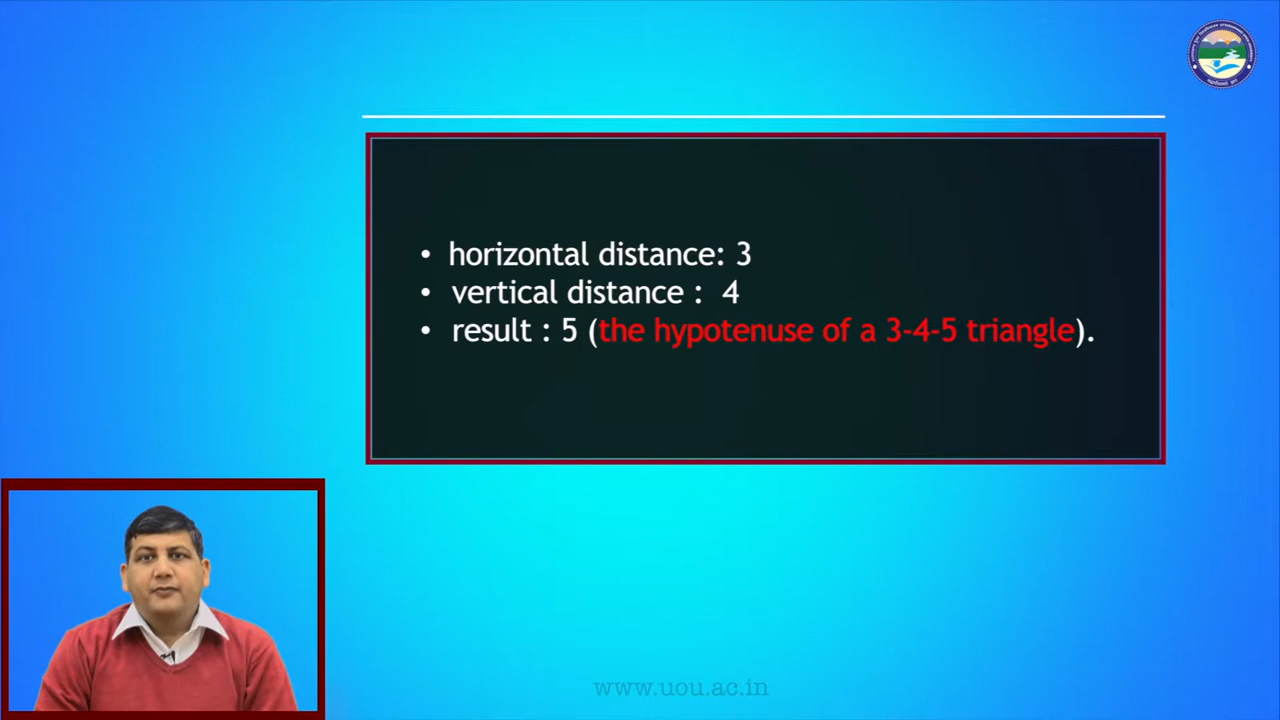 • horizontal distance: 3
• vertical distance : 4
• result : 5 (the hypotenuse of a 3-4-5 triangle).
www.uou.ac.in